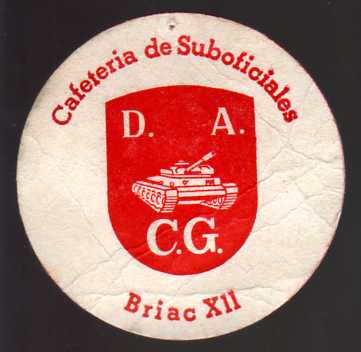 Cafeteria de Suboficiales
D. A.
C.G.
Briac XII